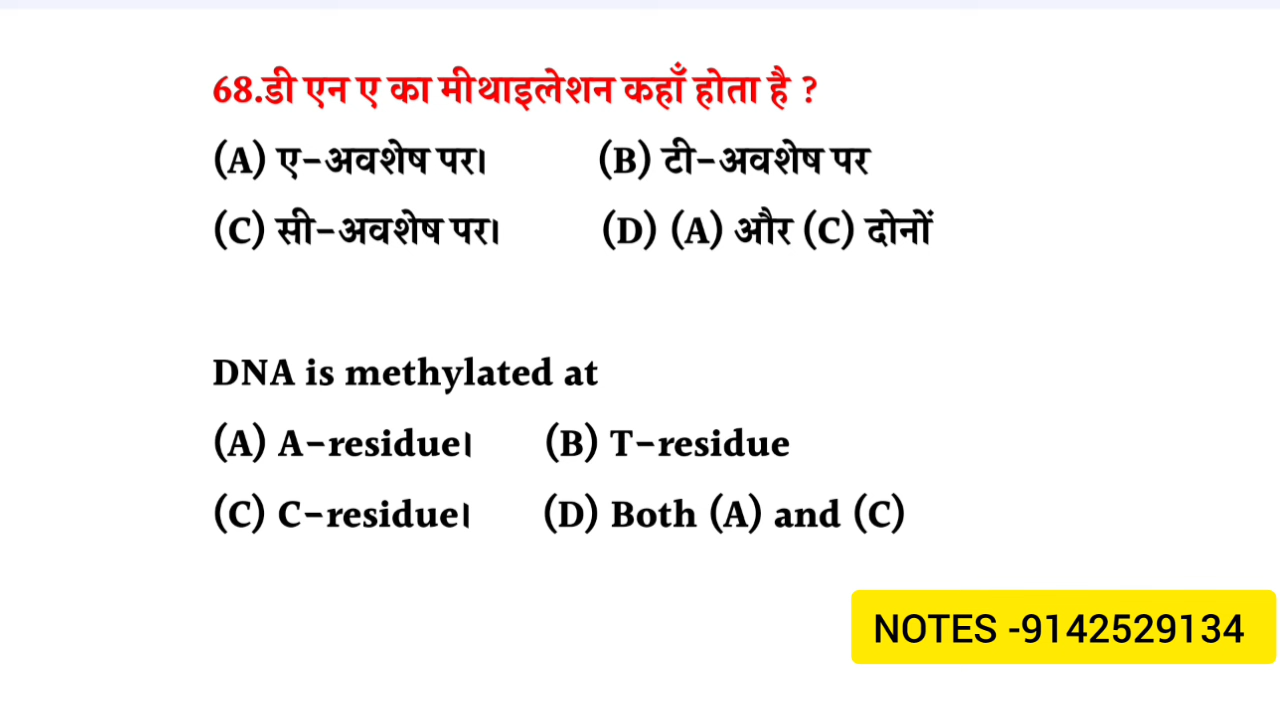 68.डी एन ए का मीथाइलेशन कहाँ होता है ?
(A) ए-अवशेष पर। (B) टी-अवशेष पर
(C) सी-अवशेष पर। (D) (A) और (C) दोनों
DNA is methylated at
(A) A-residue। (B) T-residue
(C) C-residue। (D) Both (A) and (C)
NOTES -9142529134